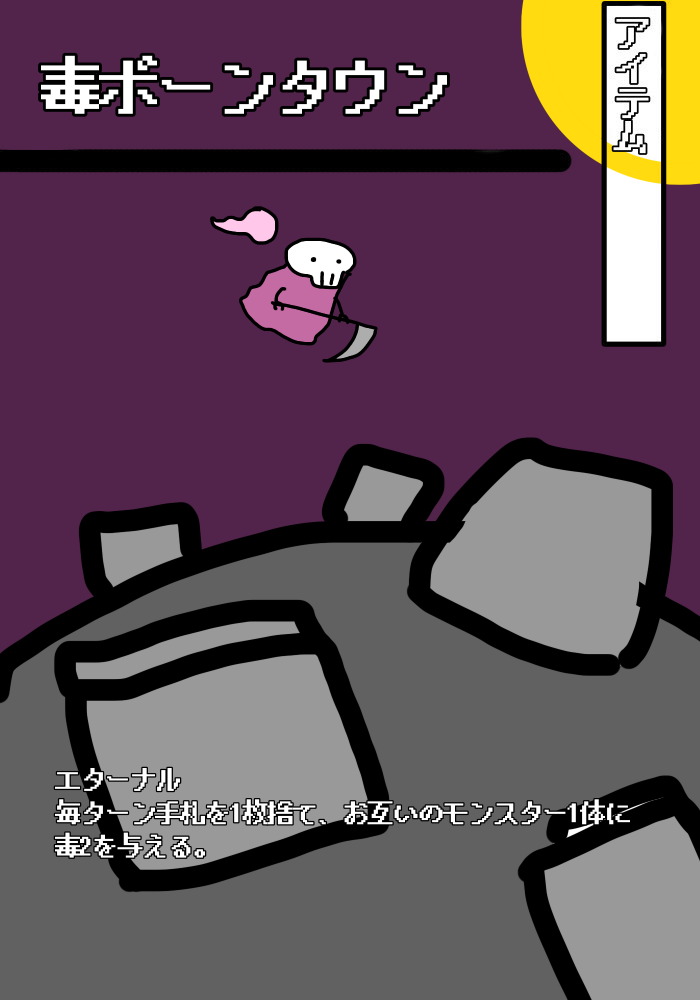 毒ボーンタウン
アイテム
エターナル
毎ターン手札を1枚捨て、お互いのモンスター1体に
毒2を与える。